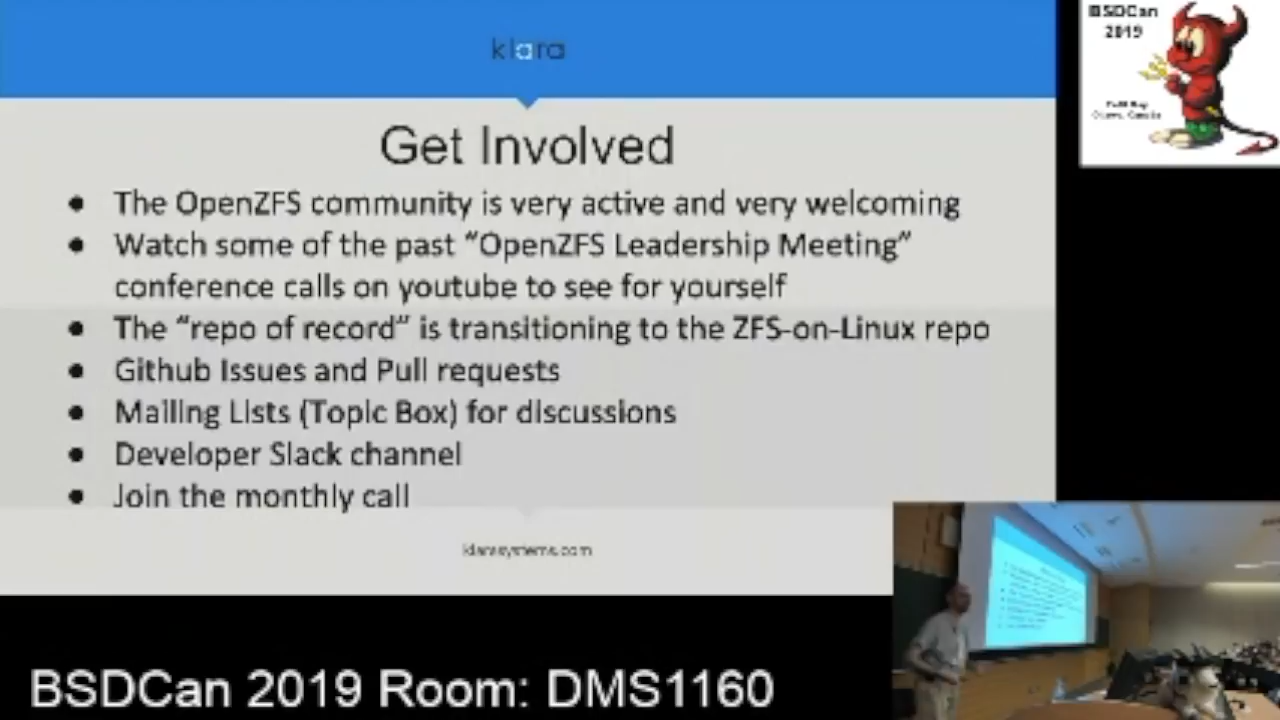 klara
BSDCan
2019
Get Involved
● The OpenZFS community is very active and very welcoming
● Watch some of the past “OpenZFS Leadership Meeting”
conference calls on youtube to see for yourself
● The “repo of record” is transitioning to the ZFS-on-Linux repo
● Github Issues and Pull requests
● Mailing Lists (Topic Box) for discussions
● Developer Slack channel
● Join the monthly call
klarasystems.com
BSDCan 2019 Room: DMS1160